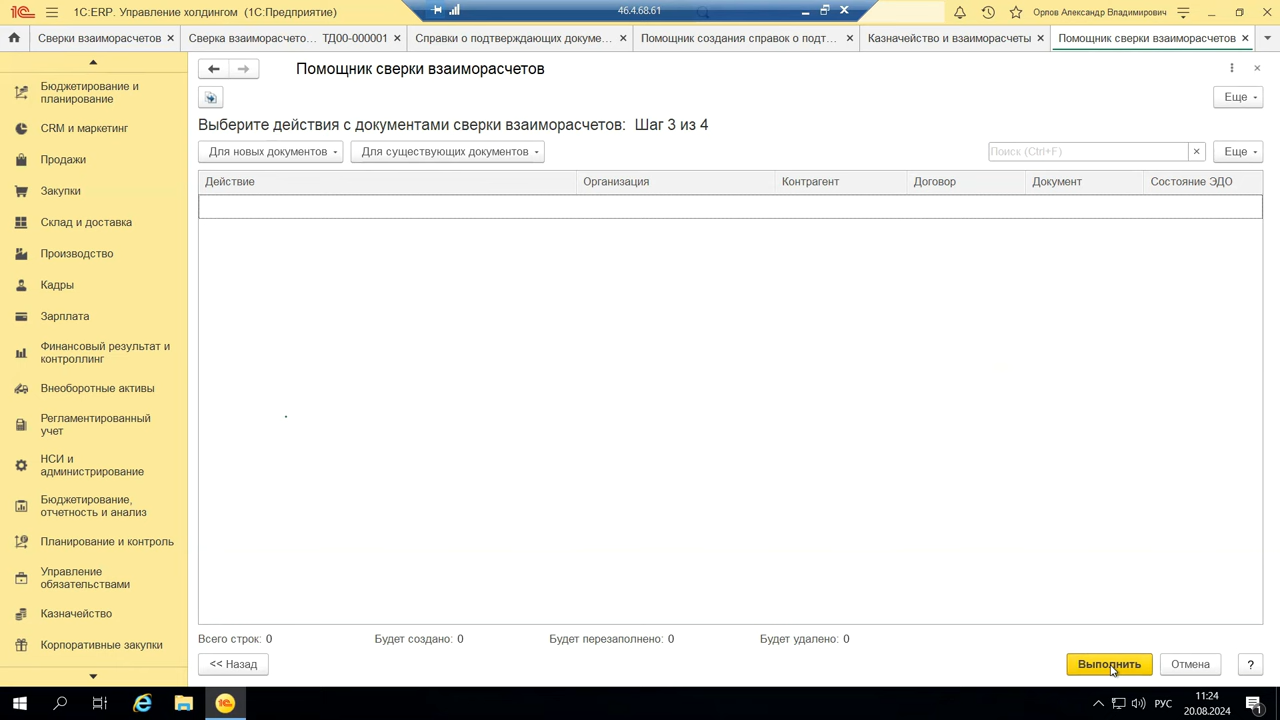 1С:ERP. Управление холдингом (1С:Предприятие)
46.4.68.61
Орлов Александр Владимирович
Сверки взаиморасчетов
Сверка взаиморасчето... ТД00-000001
Справки о подтверждающих докуме...
Помощник создания справок о подт...
Казначейство и взаиморасчеты
Помощник сверки взаиморасчетов
Бюджетирование и
планирование
CRM и маркетинг
Продажи
Закупки
Склад и доставка
Производство
Кадры
Зарплата
Финансовый результат и
контроллинг
Внеоборотные активы
Регламентированный
учет
НСИ и
администрирование
Бюджетирование,
отчетность и анализ
Планирование и контроль
Управление
обязательствами
Казначейство
Корпоративные закупки
Помощник сверки взаиморасчетов
Еще
Выберите действия с документами сверки взаиморасчетов: Шаг 3 из 4
Для новых документов
Для существующих документов
Поиск (Ctrl+F)
Еще
Действие
Организация
Контрагент
Договор
Документ
Состояние ЭДО
Всего строк: 0
Будет создано: 0
Будет перезаполнено: 0
Будет удалено: 0
<< Назад
Выполнить
Отмена
?
РУС
11:24
20.08.2024
1